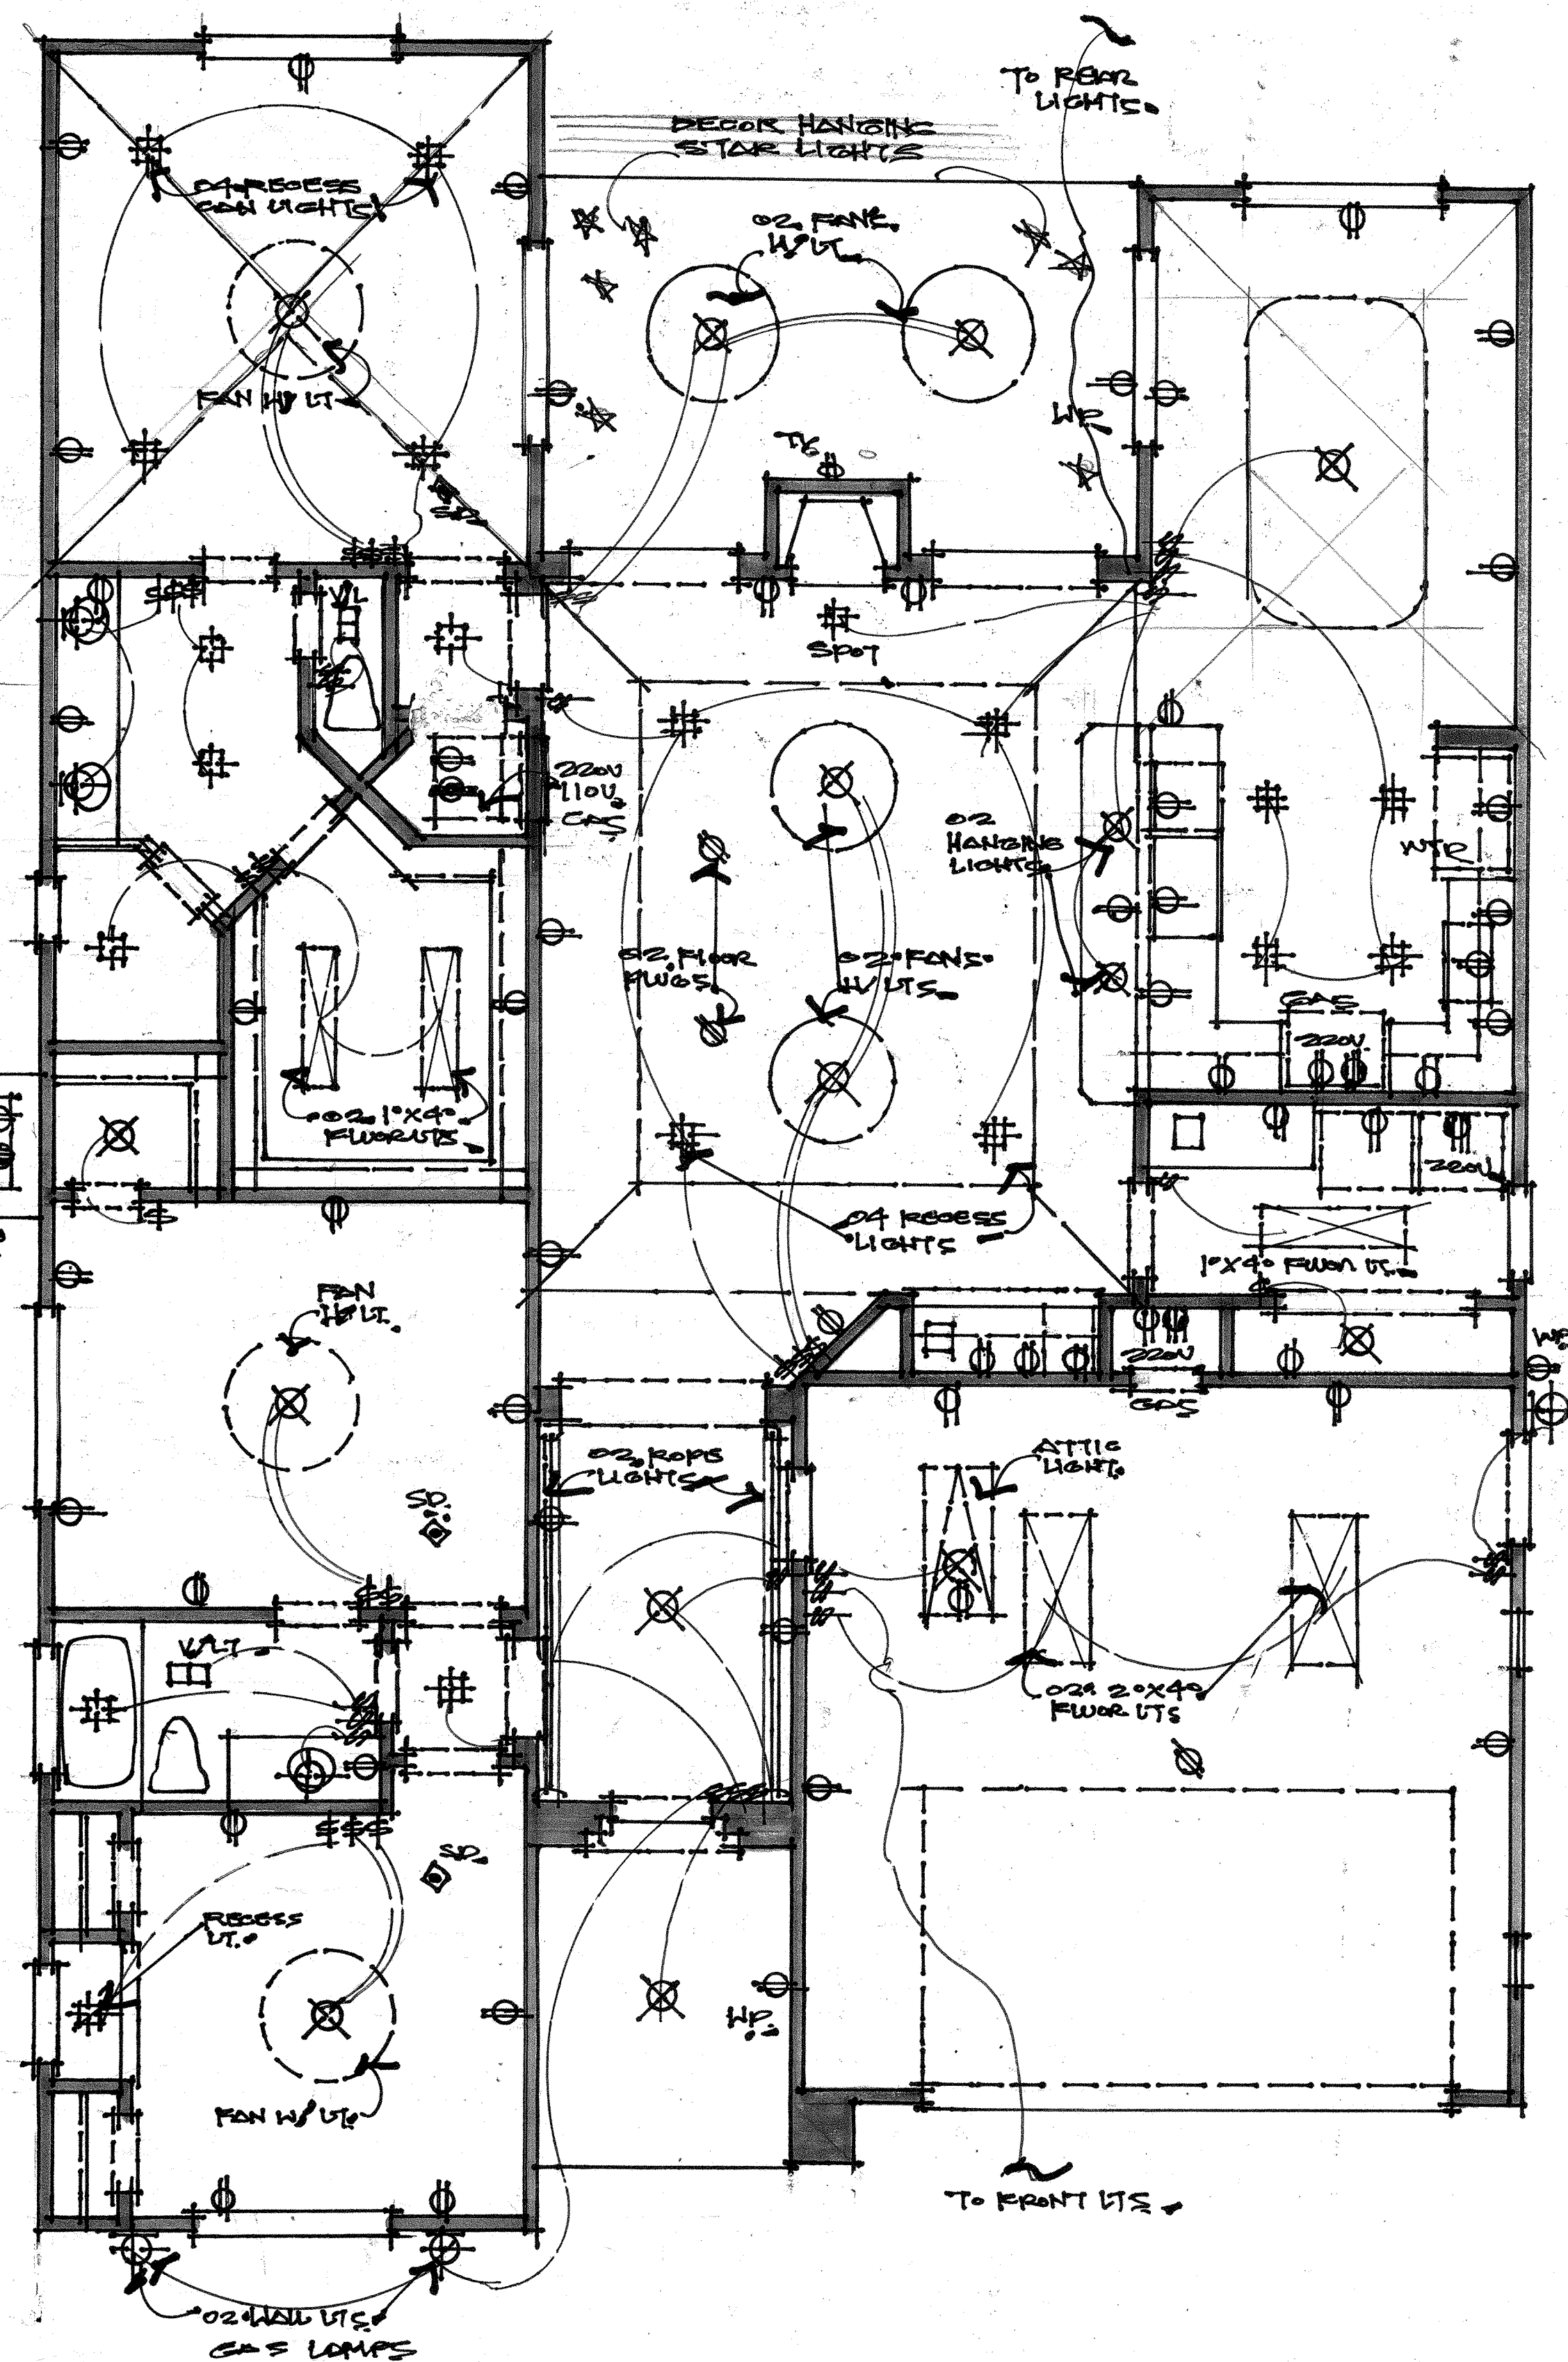 TO REAR
LIGHTS.
DECOR HANGING
STAR LIGHTS
04 RECESS
CAN LIGHTS
02 FANS.
W/ LT.
FAN W/ LT
WP.
TV
SD.
V/L
SPOT
220V
110V.
GAS
02
HANGING
LIGHTS.
WTR
02 FLOOR
PLUGS.
02 FANS.
W/ LTS.
GAS
220V.
02 1°X4°
FLUOR LTS.
220V.
04 RECESS
LIGHTS
1°X4° FLUOR LTS.
FAN
W/ LT.
220V
GAS
WP.
02 ROPE
LIGHTS
ATTIC
LIGHT.
SD.
V/LT.
02 2°X4°
FLUOR LTS
$$$
SD.
RECESS
LT.
WP.
FAN W/ LT.
TO FRONT LTS.
02 WALL LTS.
GAS LAMPS